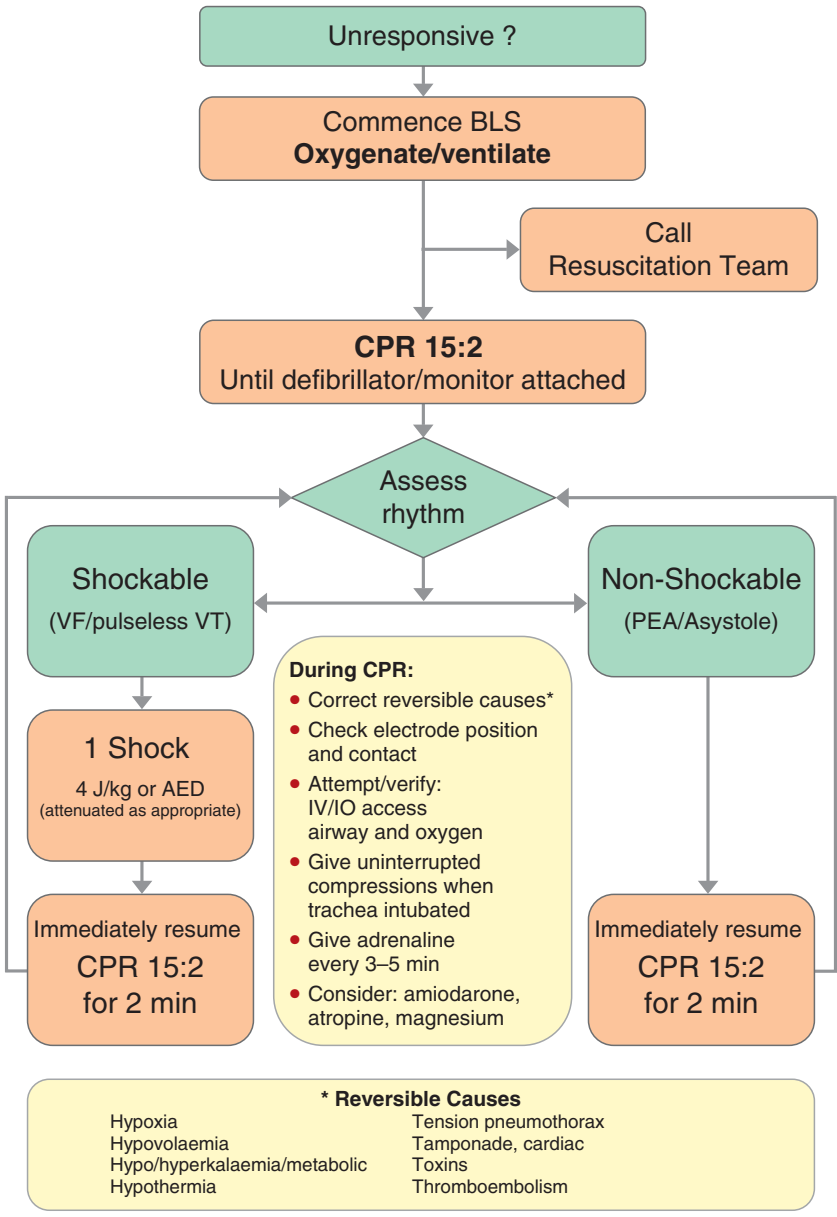 Unresponsive ?
Commence BLS
Oxygenate/ventilate
Call
Resuscitation Team
CPR 15:2
Until defibrillator/monitor attached
Assess
rhythm
Shockable
(VF/pulseless VT)
Non-Shockable
(PEA/Asystole)
1 Shock
4 J/kg or AED
(attenuated as appropriate)
Immediately resume
CPR 15:2
for 2 min
During CPR:
• Correct reversible causes*
• Check electrode position
and contact
• Attempt/verify:
IV/IO access
airway and oxygen
• Give uninterrupted
compressions when
trachea intubated
• Give adrenaline
every 3–5 min
• Consider: amiodarone,
atropine, magnesium
Immediately resume
CPR 15:2
for 2 min
* Reversible Causes
Hypoxia
Hypovolaemia
Hypo/hyperkalaemia/metabolic
Hypothermia
Tension pneumothorax
Tamponade, cardiac
Toxins
Thromboembolism